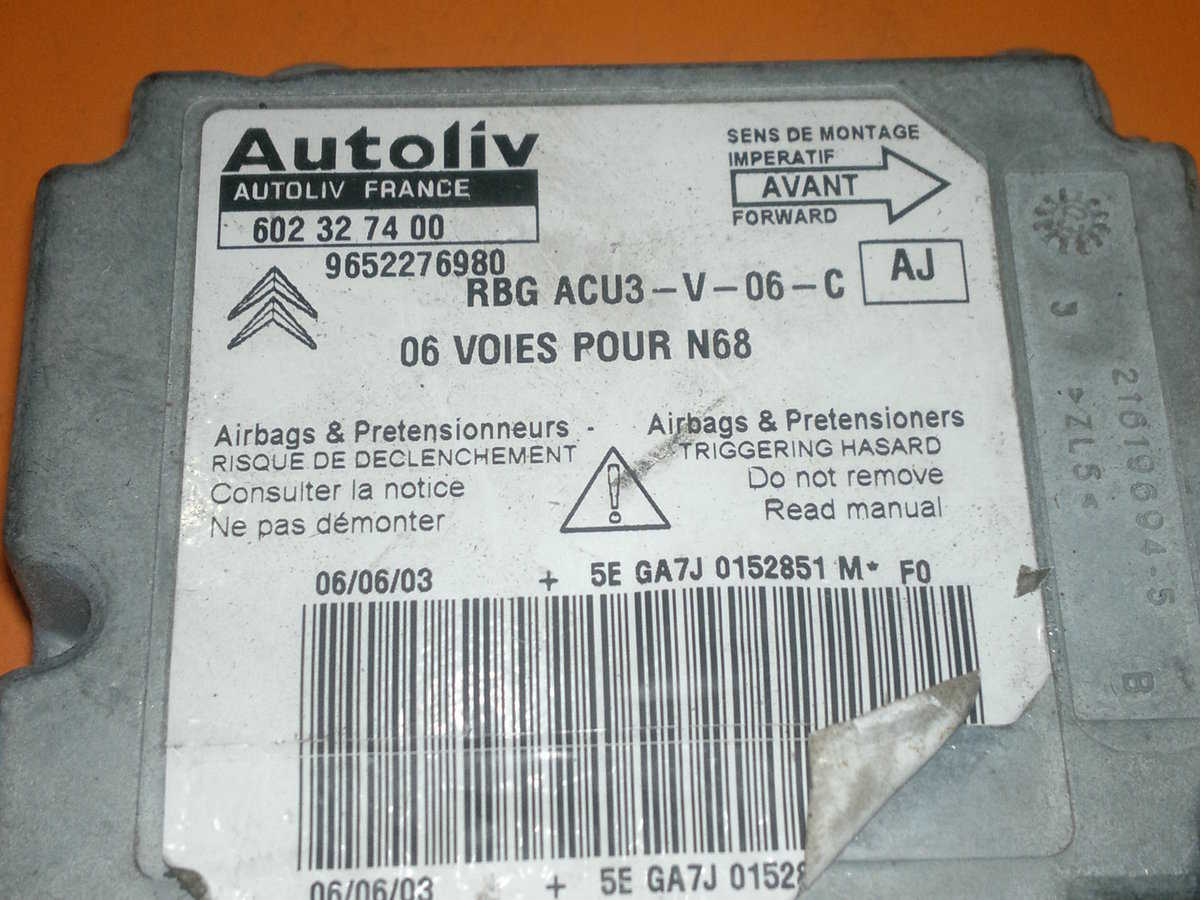 Autoliv
AUTOLIV FRANCE
602 32 74 00
9652276980
SENS DE MONTAGE
IMPERATIF
AVANT
FORWARD
RBG ACU3-V-06-C
AJ
06 VOIES POUR N68
Airbags & Pretensionneurs -
RISQUE DE DECLENCHEMENT
Consulter la notice
Ne pas démonter
Airbags & Pretensioners
TRIGGERING HASARD
Do not remove
Read manual
06/06/03 + 5E GA7J 0152851 M* F0
06/06/03 + 5E GA7J 0152
3 >ZL5<
B